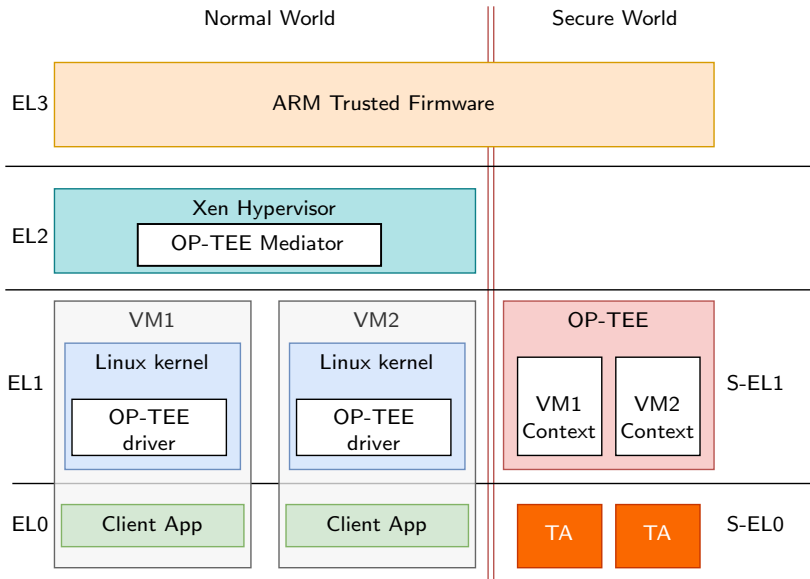 Normal World
Secure World
EL3
ARM Trusted Firmware
EL2
Xen Hypervisor
OP-TEE Mediator
EL1
VM1
Linux kernel
OP-TEE
driver
VM2
Linux kernel
OP-TEE
driver
OP-TEE
VM1
Context
VM2
Context
S-EL1
EL0
Client App
Client App
TA
TA
S-EL0